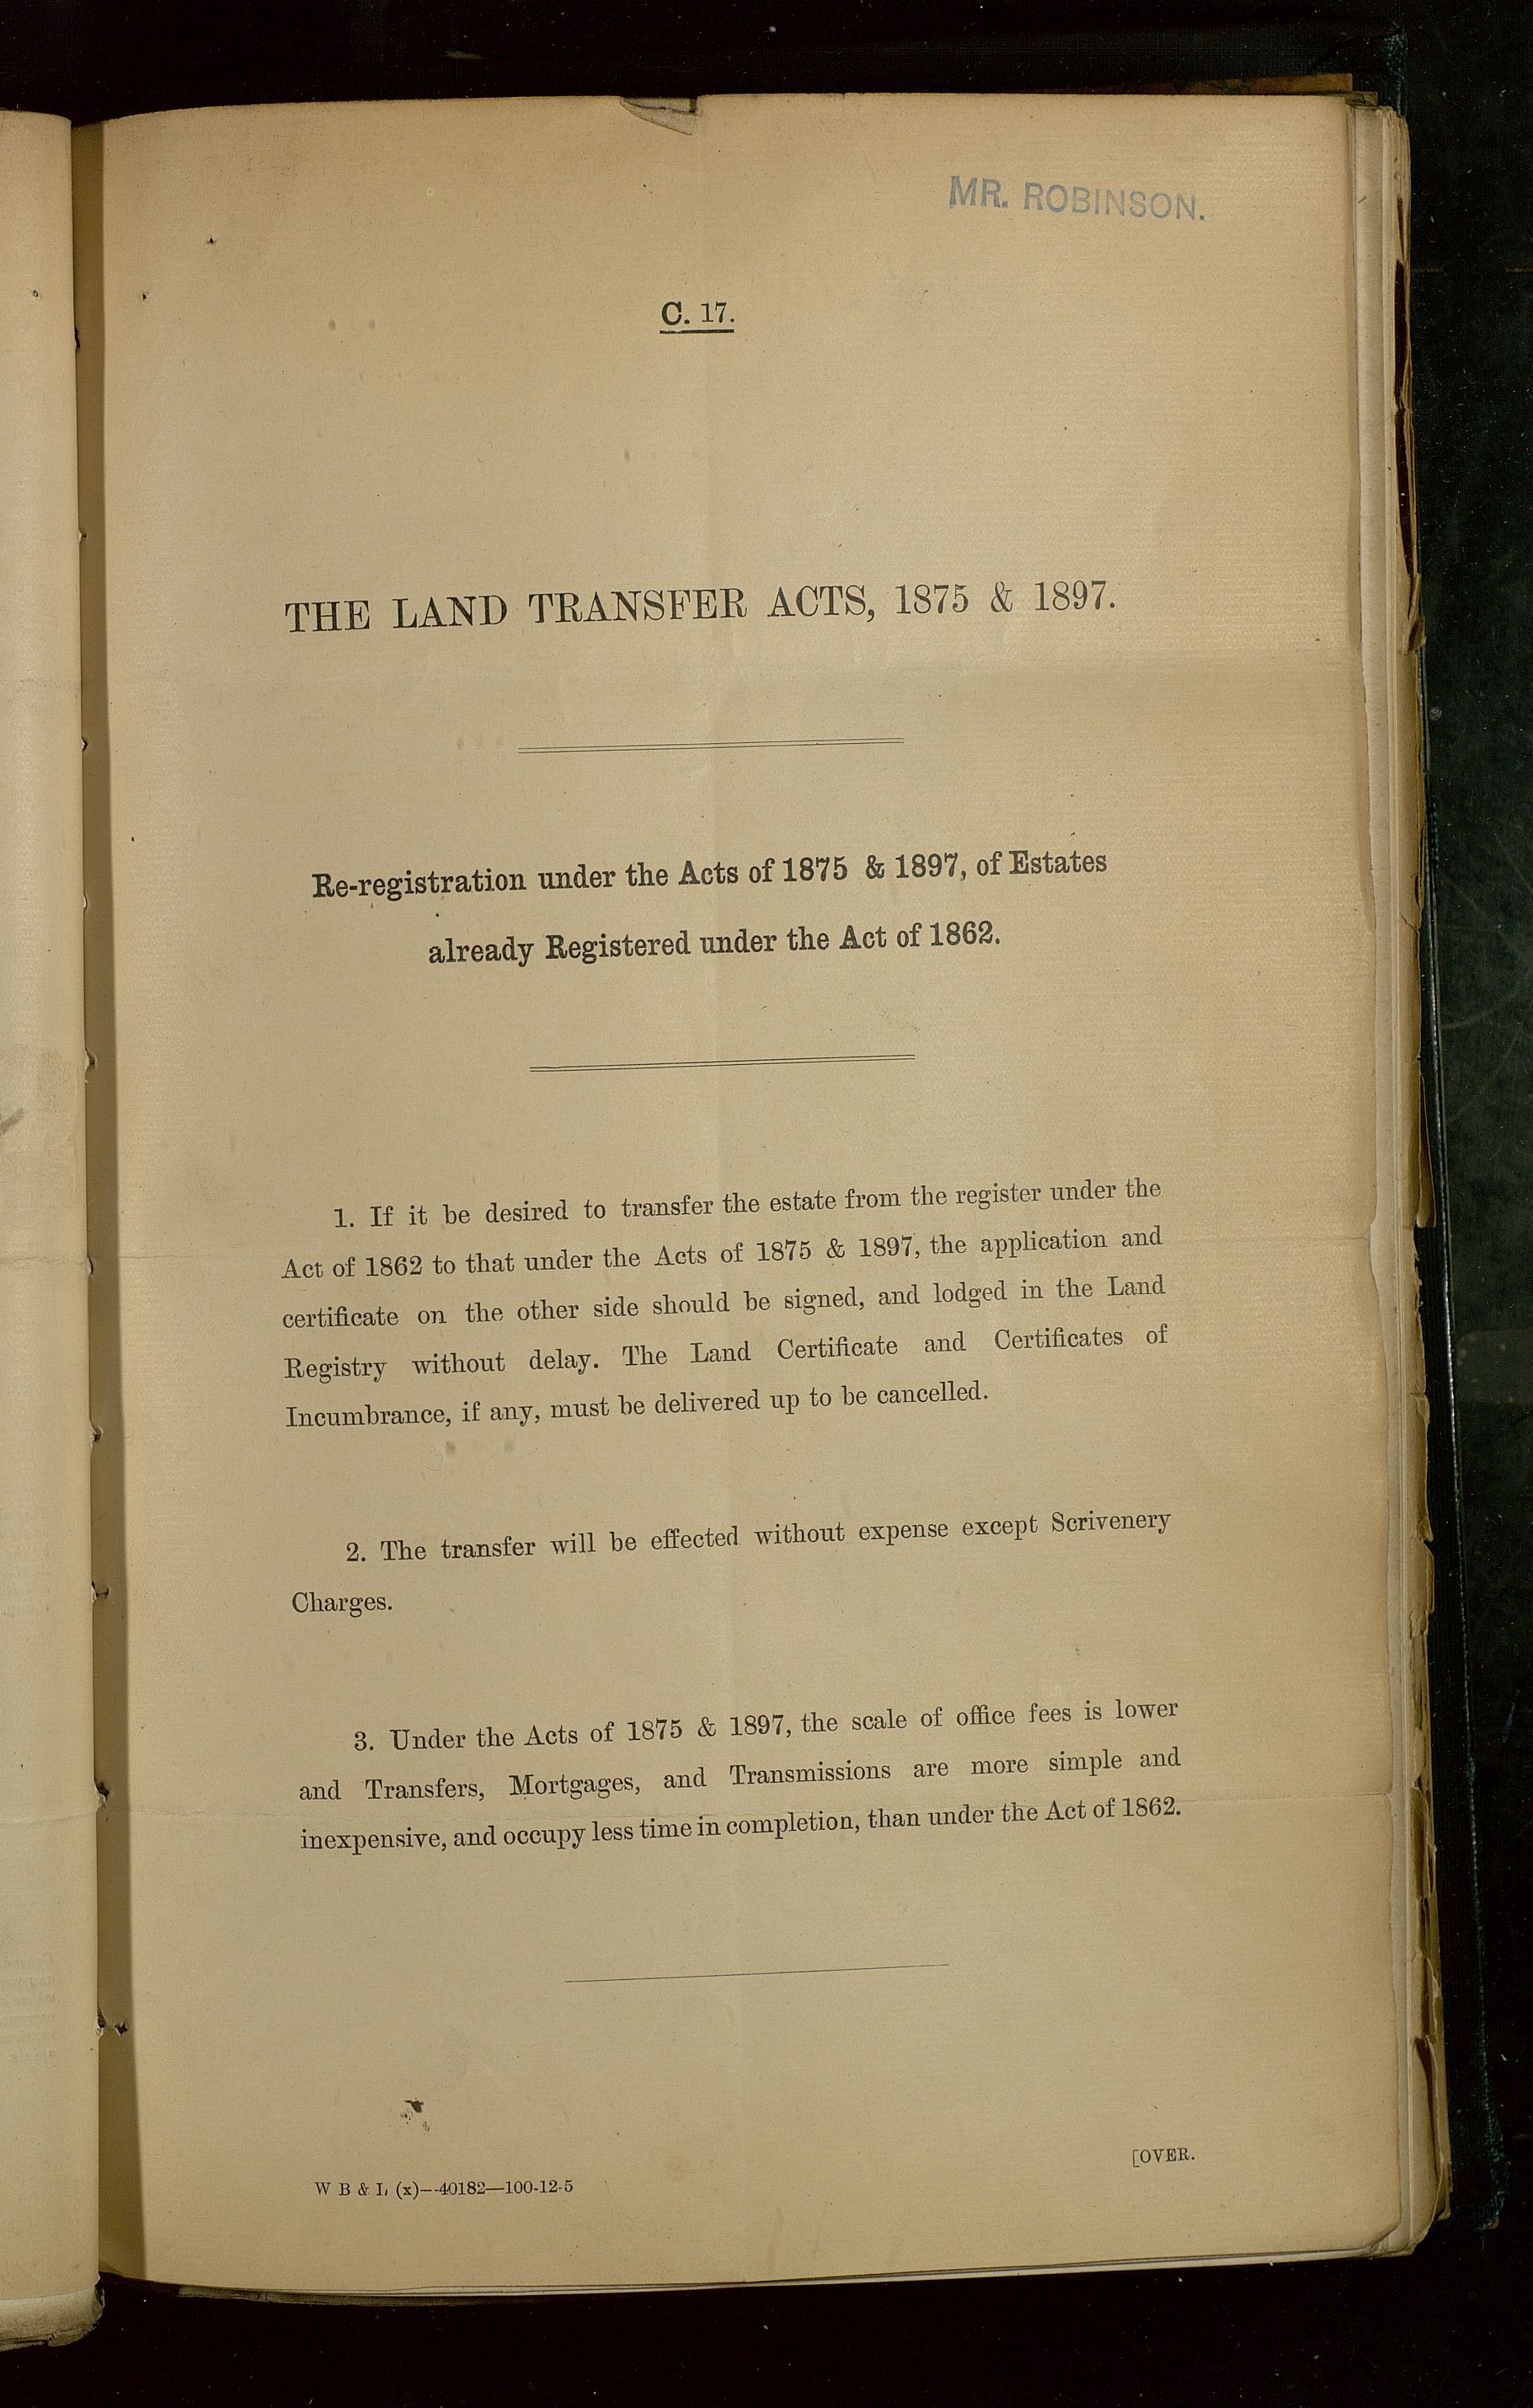 MR. ROBINSON.
C. 17.
THE LAND TRANSFER ACTS, 1875 & 1897.
Re-registration under the Acts of 1875 & 1897, of Estates
already Registered under the Act of 1862.
1. If it be desired to transfer the estate from the register under the
Act of 1862 to that under the Acts of 1875 & 1897, the application and
certificate on the other side should be signed, and lodged in the Land
Registry without delay. The Land Certificate and Certificates of
Incumbrance, if any, must be delivered up to be cancelled.
2. The transfer will be effected without expense except Scrivenery
Charges.
3. Under the Acts of 1875 & 1897, the scale of office fees is lower
and Transfers, Mortgages, and Transmissions are more simple and
inexpensive, and occupy less time in completion, than under the Act of 1862.
[OVER.
W B & L (x)—40182—100-12-5